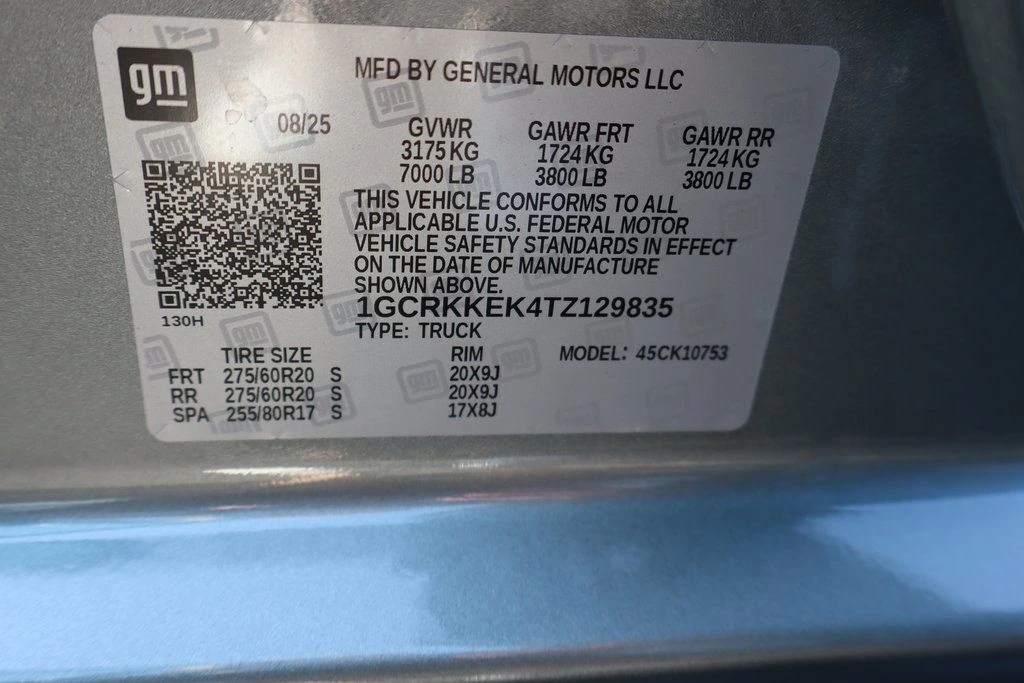 gm
MFD BY GENERAL MOTORS LLC
08/25
GVWR GAWR FRT GAWR RR
3175 KG 1724 KG 1724 KG
7000 LB 3800 LB 3800 LB
THIS VEHICLE CONFORMS TO ALL
APPLICABLE U.S. FEDERAL MOTOR
VEHICLE SAFETY STANDARDS IN EFFECT
ON THE DATE OF MANUFACTURE
SHOWN ABOVE.
1GCRKKEK4TZ129835
130H
TYPE: TRUCK
TIRE SIZE RIM MODEL: 45CK10753
FRT 275/60R20 S 20X9J
RR 275/60R20 S 20X9J
SPA 255/80R17 S 17X8J